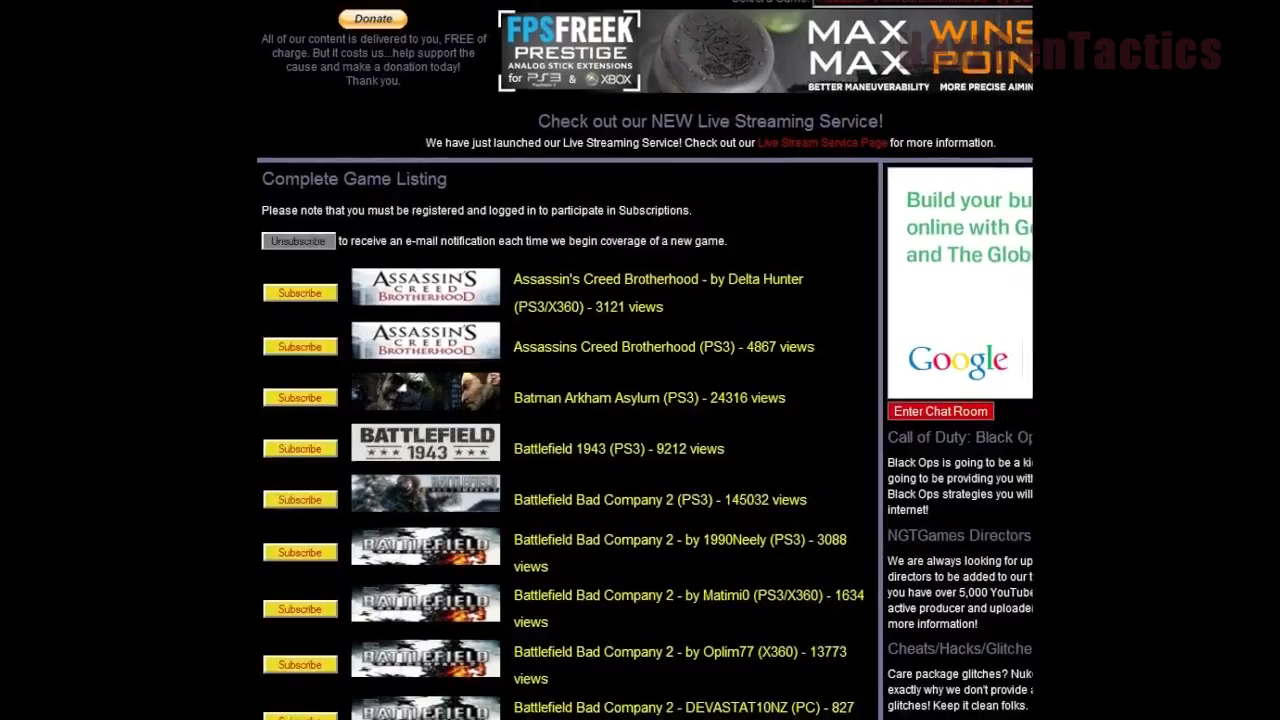 Donate
All of our content is delivered to you, FREE of
charge. But it costs us...help support the
cause and make a donation today!
Thank you.
FPSFREEK
PRESTIGE
ANALOG STICK EXTENSIONS
for PS3 & XBOX
MAX WINS
MAX POIN
BETTER MANEUVERABILITY MORE PRECISE AIMIN
Tactics
Check out our NEW Live Streaming Service!
We have just launched our Live Streaming Service! Check out our Live Stream Service Page for more information.
Complete Game Listing
Please note that you must be registered and logged in to participate in Subscriptions.
Unsubscribe to receive an e-mail notification each time we begin coverage of a new game.
Subscribe
ASSASSIN'S
CREED
BROTHERHOOD
Assassin's Creed Brotherhood - by Delta Hunter
(PS3/X360) - 3121 views
Subscribe
ASSASSIN'S
CREED
BROTHERHOOD
Assassins Creed Brotherhood (PS3) - 4867 views
Subscribe
Batman Arkham Asylum (PS3) - 24316 views
Subscribe
BATTLEFIELD
1943
Battlefield 1943 (PS3) - 9212 views
Subscribe
BATTLEFIELD
Battlefield Bad Company 2 (PS3) - 145032 views
Subscribe
BATTLEFIELD
Battlefield Bad Company 2 - by 1990Neely (PS3) - 3088
views
Subscribe
BATTLEFIELD
Battlefield Bad Company 2 - by Matimi0 (PS3/X360) - 1634
views
Subscribe
BATTLEFIELD
Battlefield Bad Company 2 - by Oplim77 (X360) - 13773
views
BATTLEFIELD
Battlefield Bad Company 2 - DEVASTAT10NZ (PC) - 827
Build your bu
online with Go
and The Glob
Google
Enter Chat Room
Call of Duty: Black Op
Black Ops is going to be a ki
going to be providing you with
Black Ops strategies you will
internet!
NGTGames Directors
We are always looking for up
directors to be added to our t
you have over 5,000 YouTube
active producer and uploader
more information!
Cheats/Hacks/Glitche
Care package glitches? Nuk
exactly why we don't provide a
glitches! Keep it clean folks.